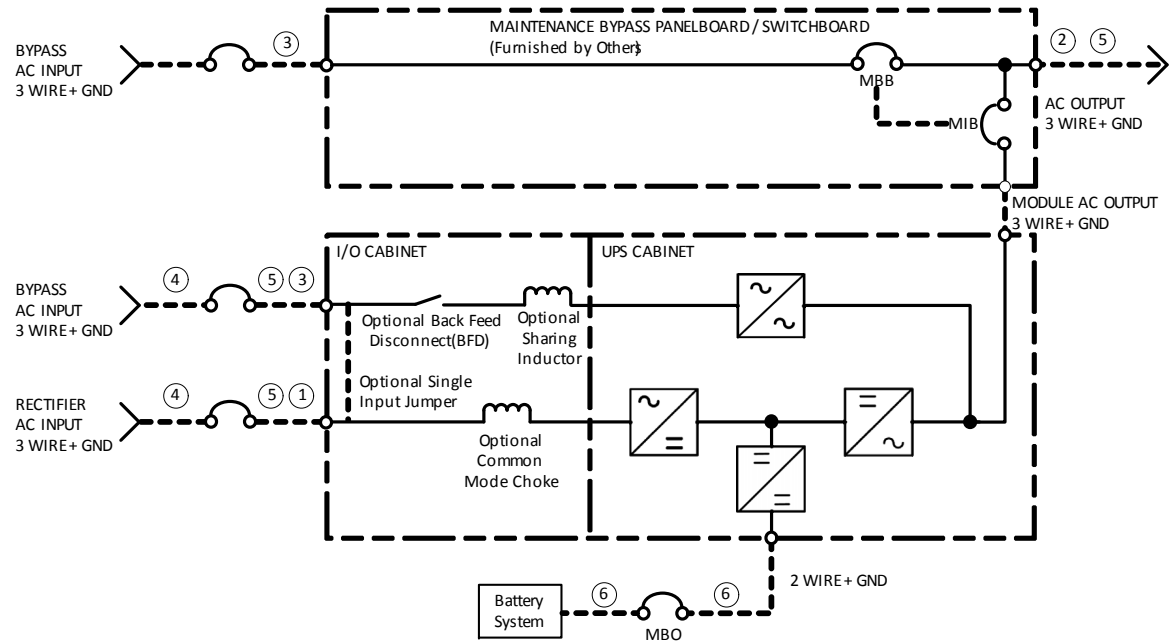 MAINTENANCE BYPASS PANELBOARD / SWITCHBOARD
(Furnished by Others)
BYPASS
AC INPUT
3 WIRE + GND
3
MBB
MIB
2 5
AC OUTPUT
3 WIRE + GND
MODULE AC OUTPUT
3 WIRE + GND
I/O CABINET
UPS CABINET
BYPASS
AC INPUT
3 WIRE + GND
4
5 3
Optional Back Feed
Disconnect(BFD)
Optional
Sharing
Inductor
Optional Single
Input Jumper
RECTIFIER
AC INPUT
3 WIRE + GND
4
5 1
Optional
Common
Mode Choke
2 WIRE + GND
Battery
System
6
MBO
6